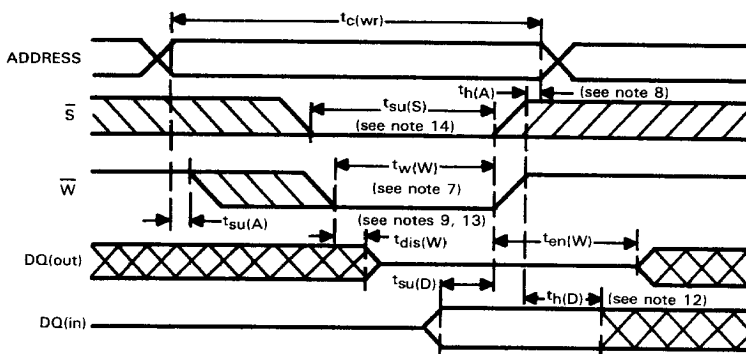 tc(wr)
ADDRESS
th(A)
(see note 8)
S
tsu(S)
(see note 14)
tw(W)
W
(see note 7)
tsu(A)
(see notes 9, 13)
tdis(W)
ten(W)
DQ(out)
tsu(D)
th(D)
(see note 12)
DQ(in)